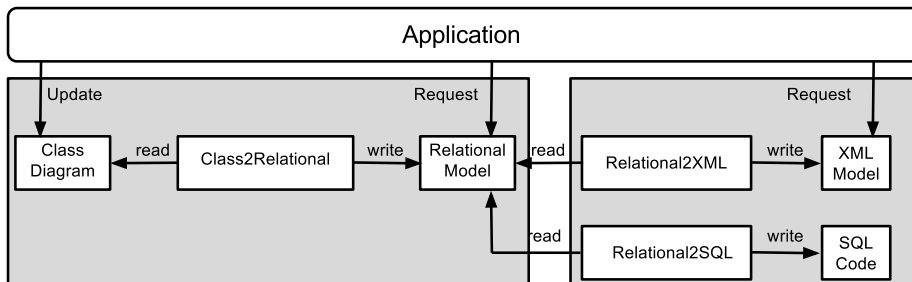 Application
Update
Request
Request
Class
Diagram
read
Class2Relational
write
Relational
Model
read
Relational2XML
write
XML
Model
read
Relational2SQL
write
SQL
Code